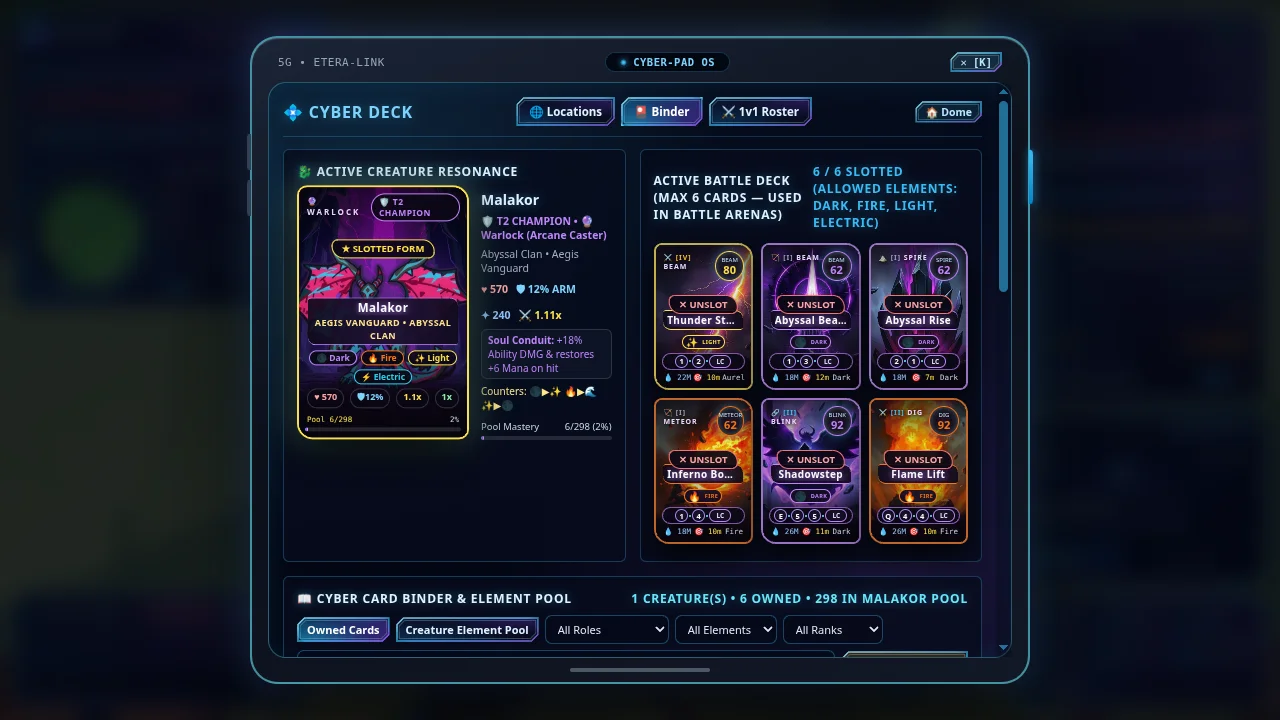 5G • ETERA-LINK
CYBER-PAD OS
× [K]
CYBER DECK
Locations
Binder
1v1 Roster
Dome
ACTIVE CREATURE RESONANCE
WARLOCK
T2 CHAMPION
★ SLOTTED FORM
Malakor
AEGIS VANGUARD • ABYSSAL CLAN
Dark
Fire
Light
Electric
♥ 570
12%
1.1x
1x
Pool 6/298
2%
Malakor
T2 CHAMPION •
Warlock (Arcane Caster)
Abyssal Clan • Aegis
Vanguard
♥ 570
12% ARM
240
1.11x
Soul Conduit: +18%
Ability DMG & restores
+6 Mana on hit
Counters:
Pool Mastery
6/298 (2%)
ACTIVE BATTLE DECK
(MAX 6 CARDS — USED
IN BATTLE ARENAS)
6 / 6 SLOTTED
(ALLOWED ELEMENTS:
DARK, FIRE, LIGHT,
ELECTRIC)
[IV] BEAM
BEAM 80
✕ UNSLOT
Thunder St...
LIGHT
1 • 2 • LC
22M 10m Aurel
[I] BEAM
BEAM 62
✕ UNSLOT
Abyssal Bea...
DARK
1 • 3 • LC
18M 12m Dark
[I] SPIRE
SPIRE 62
✕ UNSLOT
Abyssal Rise
DARK
2 • 1 • LC
18M 7m Dark
[I] METEOR
METEOR 62
✕ UNSLOT
Inferno Bo...
FIRE
1 • 4 • LC
18M 10m Fire
[II] BLINK
BLINK 92
✕ UNSLOT
Shadowstep
DARK
E • 5 • 5 • LC
26M 11m Dark
[II] DIG
DIG 92
✕ UNSLOT
Flame Lift
FIRE
Q • 4 • 4 • LC
26M 10m Fire
CYBER CARD BINDER & ELEMENT POOL
1 CREATURE(S) • 6 OWNED • 298 IN MALAKOR POOL
Owned Cards
Creature Element Pool
All Roles
All Elements
All Ranks